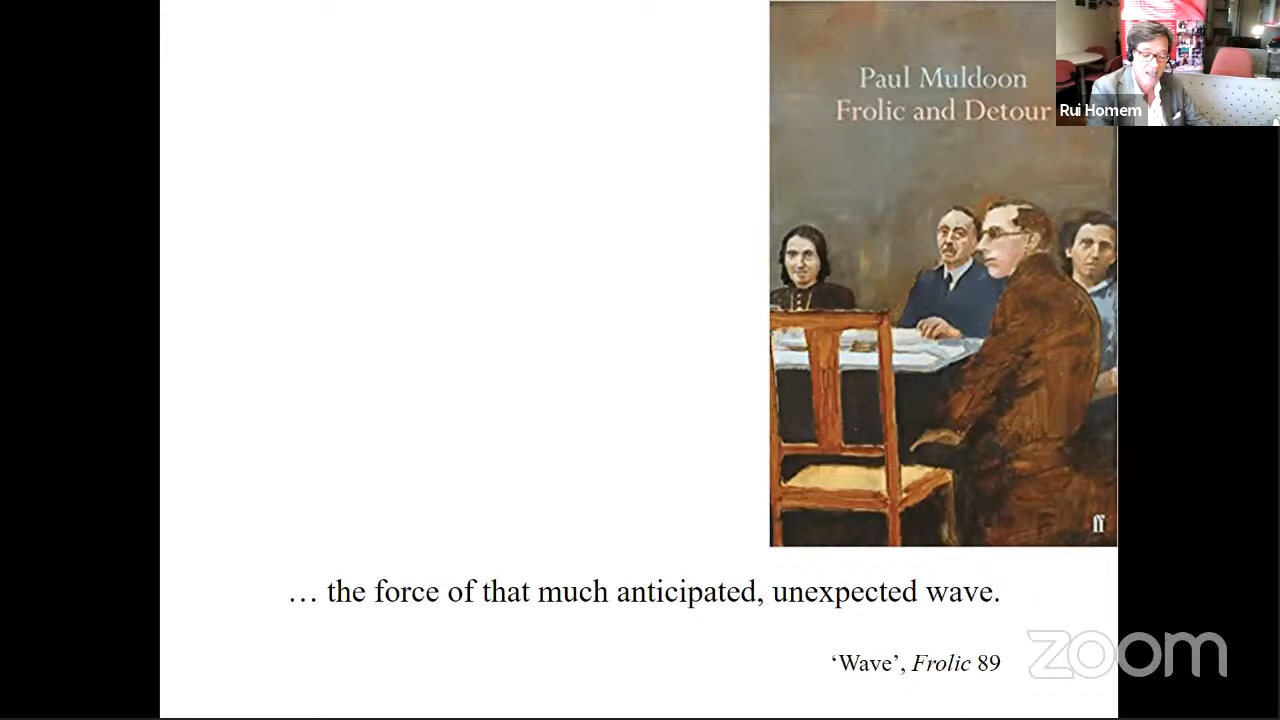 Paul Muldoon
Frolic and Detour
Rui Homem
ff
… the force of that much anticipated, unexpected wave.
‘Wave’, Frolic 89
zoom